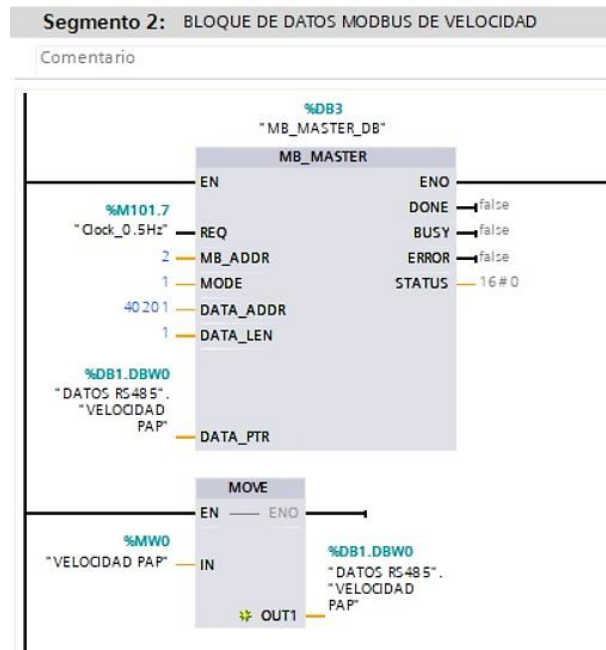 Segmento 2: BLOQUE DE DATOS MODBUS DE VELOCIDAD
Comentario
%DB3
"MB_MASTER_DB"
MB_MASTER
EN ENO
DONE false
%M101.7
"Clock_0.5Hz" REQ BUSY false
2 MB_ADDR ERROR false
1 MODE STATUS 16#0
40201 DATA_ADDR
1 DATA_LEN
%DB1.DBW0
"DATOS RS485".
"VELOCIDAD
PAP" DATA_PTR
MOVE
EN ENO
%MW0
"VELOCIDAD PAP" IN
%DB1.DBW0
"DATOS RS485".
"VELOCIDAD
OUT1 PAP"